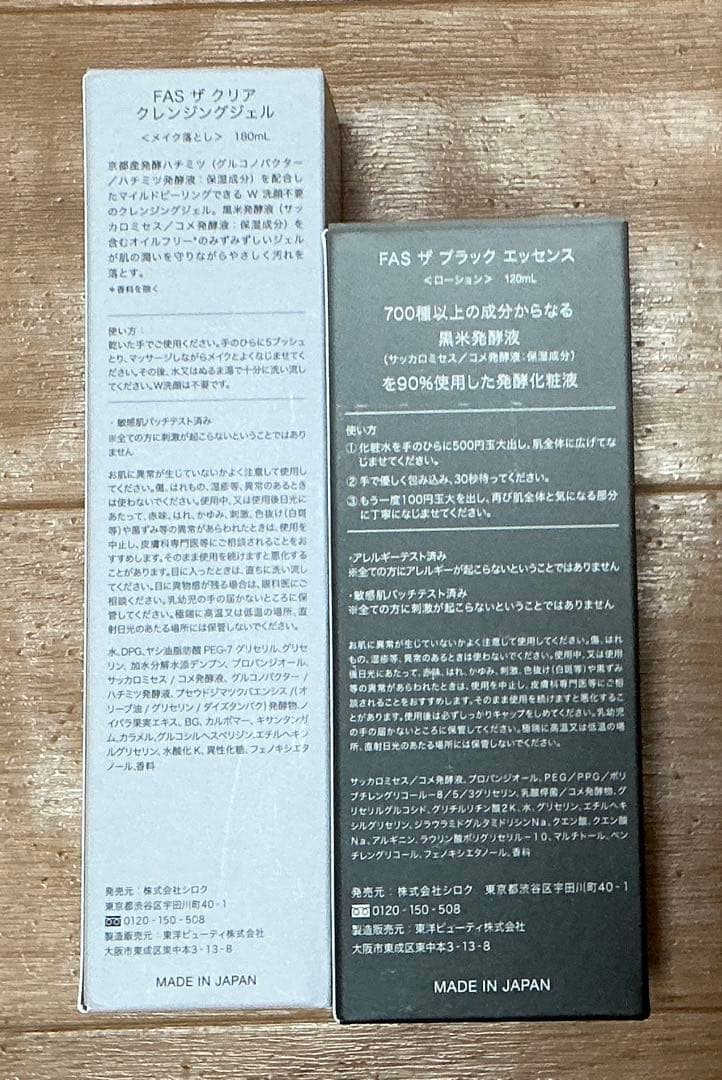 FAS ザ クリア
クレンジングジェル
＜メイク落とし＞ 180mL
京都産発酵ハチミツ（グルコノバクター
／ハチミツ発酵液：保湿成分）を配合し
たマイルドピーリングできる W 洗顔不要
のクレンジングジェル。黒米発酵液（サッ
カロミセス／コメ発酵液：保湿成分）を
含むオイルフリー*のみずみずしいジェル
が肌の潤いを守りながらやさしく汚れを
落とす。
＊香料を除く
使い方：
乾いた手でご使用ください。手のひらに5プッシュ
とり、マッサージしながらメイクとよくなじませてく
ださい。その後、水又はぬるま湯で十分に洗い流し
てください。W洗顔は不要です。
・敏感肌パッチテスト済み
※全ての方に刺激が起こらないということではあり
ません
お肌に異常が生じていないかよく注意して使用し
てください。傷、はれもの、湿疹等、異常のあるときは
は使わないでください。使用中、又は使用後日光に
あたって、赤味、はれ、かゆみ、刺激、色抜け(白斑
等)や黒ずみ等の異常があらわれたときは、使用を
中止し、皮膚科専門医等にご相談されることをお
すすめします。そのまま使用を続けますと悪化する
ことがあります。目に入ったときは、直ちに洗い流し
てください。目に異物感が残る場合は、眼科医にご
相談ください。乳幼児の手の届かないところに保
管してください。極端に高温又は低温の場所、直
射日光のあたる場所には保管しないでください。
水、DPG、ヤシ油脂肪酸 PEG-7 グリセリル、グリセ
リン、加水分解水添デンプン、プロパンジオール、
サッカロミセス / コメ発酵液、グルコノバクター /
ハチミツ発酵液、プセウドジマックバエンシス /(オ
リーブ油 / グリセリン / ダイズタンパク) 発酵物、ノ
イバラ果実エキス、BG、カルボマー、キサンタンガ
ム、カラメル、グルコシルヘスペリジン、エチルヘキシ
ルグリセリン、水酸化 K、異性化糖、フェノキシエタ
ノール、香料
発売元：株式会社シロク
東京都渋谷区宇田川町40-1
0120-150-508
製造販売元：東洋ビューティ株式会社
大阪市東成区東中本3-13-8
MADE IN JAPAN
FAS ザ ブラック エッセンス
＜ローション＞ 120mL
700種以上の成分からなる
黒米発酵液
（サッカロミセス／コメ発酵液：保湿成分）
を90％使用した発酵化粧液
使い方
①化粧水を手のひらに500円玉大出し、肌全体に広げてな
じませてください。
②手で優しく包み込み、30秒待ってください。
③もう一度100円玉大を出し、再び肌全体と気になる部分
に丁寧になじませてください。
・アレルギーテスト済み
※全ての方にアレルギーが起こらないということではありません
・敏感肌パッチテスト済み
※全ての方に刺激が起こらないということではありません
お肌に異常が生じていないかよく注意して使用してください。傷、はれ
もの、湿疹等、異常のあるときは使わないでください。使用中、又は使用
後日光にあたって、赤味、はれ、かゆみ、刺激、色抜け(白斑等)や黒ずみ
等の異常があらわれたときは、使用を中止し、皮膚科専門医等にご相
談されることをおすすめします。そのまま使用を続けますと悪化するこ
とがあります。使用後は必ずしっかりキャップをしめてください。乳幼児
の手の届かないところに保管してください。極端に高温又は低温の場
所、直射日光のあたる場所には保管しないでください。
サッカロミセス/コメ発酵液、プロパンジオール、PEG/PPG/ポリ
ブチレングリコール-8/5/3グリセリン、乳酸桿菌/コメ発酵物、グ
リセリルグルコシド、グリチルリチン酸2K、水、グリセリン、エチルヘキ
シルグリセリン、ジラウラミドグルタミドリシンNa、クエン酸、クエン酸
Na、アルギニン、ラウリン酸ポリグリセリル-10、マルチトール、ペン
チレングリコール、フェノキシエタノール、香料
発売元：株式会社シロク 東京都渋谷区宇田川町40-1
0120-150-508
製造販売元：東洋ビューティ株式会社
大阪市東成区東中本3-13-8
MADE IN JAPAN